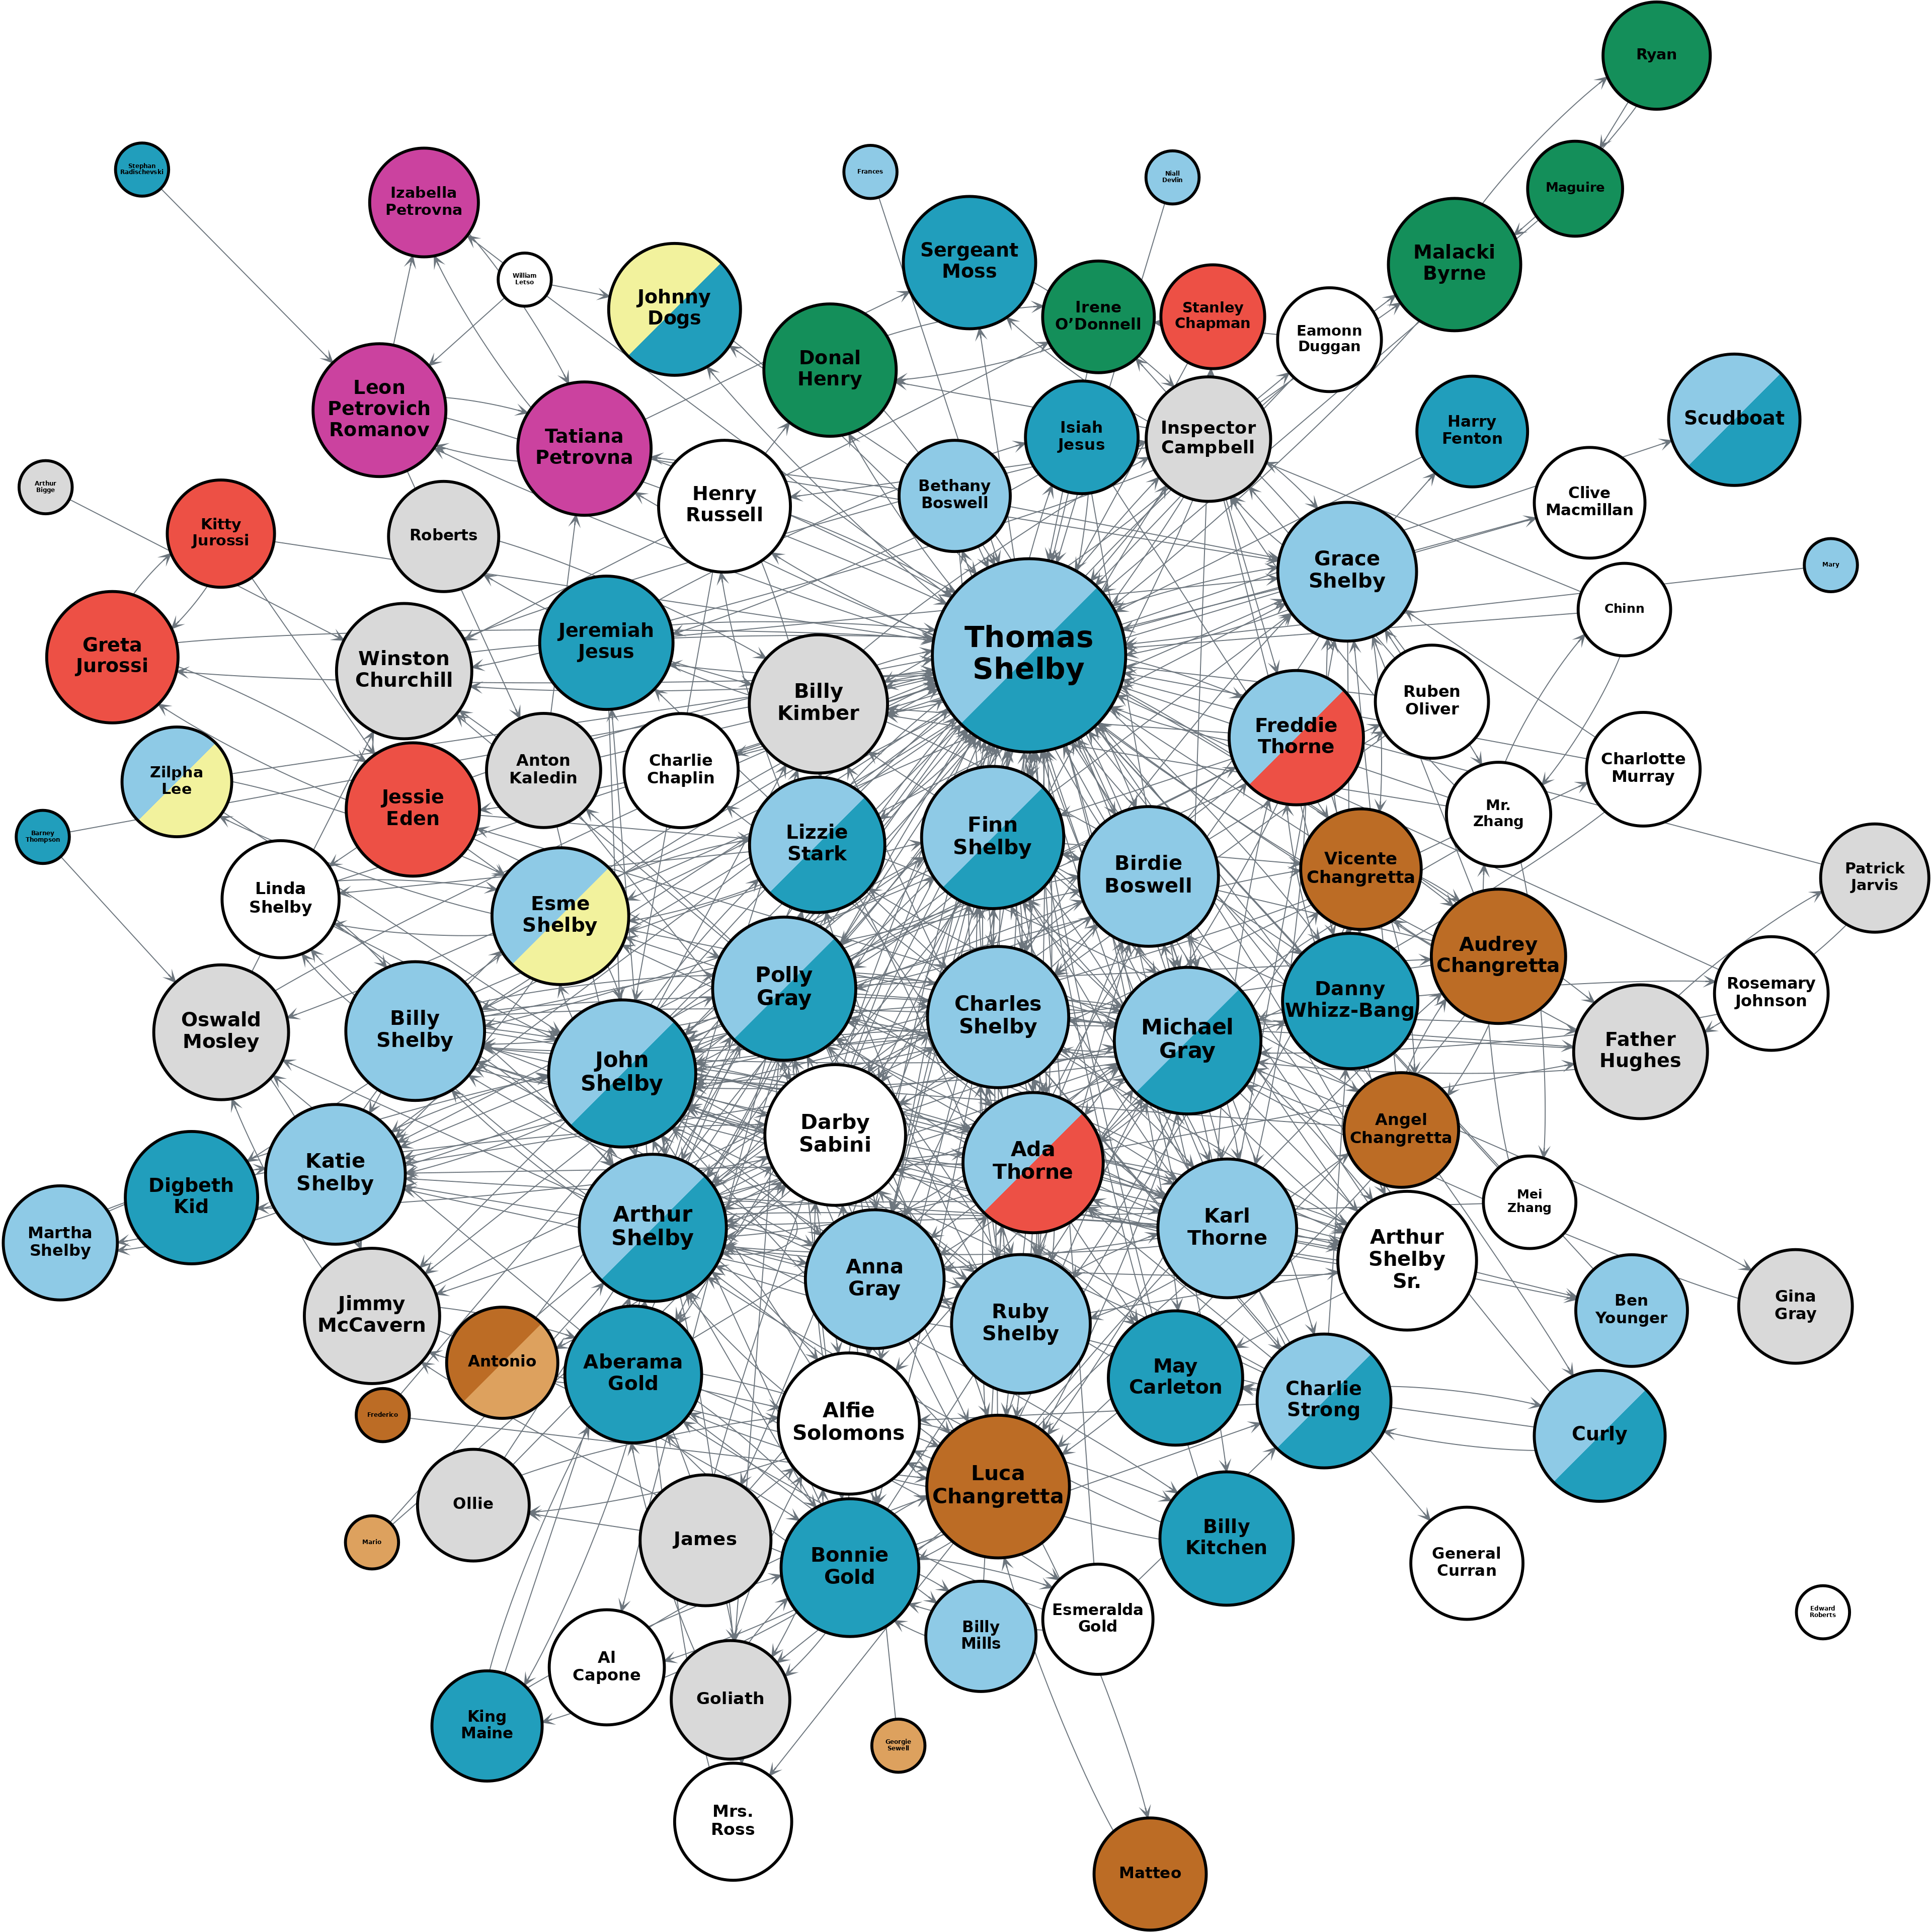 Ryan
Stephan
Radischevski
Frances
Niall
Devlin
Maguire
Izabella
Petrovna
Sergeant
Moss
Malacki
Byrne
William
Letso
Johnny
Dogs
Irene
O’Donnell
Stanley
Chapman
Eamonn
Duggan
Donal
Henry
Leon
Petrovich
Romanov
Scudboat
Harry
Fenton
Isiah
Jesus
Inspector
Campbell
Tatiana
Petrovna
Arthur
Bigge
Henry
Russell
Bethany
Boswell
Clive
Macmillan
Kitty
Jurossi
Roberts
Grace
Shelby
Mary
Chinn
Jeremiah
Jesus
Thomas
Shelby
Greta
Jurossi
Winston
Churchill
Billy
Kimber
Ruben
Oliver
Freddie
Thorne
Zilpha
Lee
Anton
Kaledin
Charlie
Chaplin
Charlotte
Murray
Jessie
Eden
Mr.
Zhang
Barney
Thompson
Lizzie
Stark
Finn
Shelby
Birdie
Boswell
Vicente
Changretta
Patrick
Jarvis
Linda
Shelby
Esme
Shelby
Audrey
Changretta
Polly
Gray
Danny
Whizz-Bang
Rosemary
Johnson
Oswald
Mosley
Billy
Shelby
Charles
Shelby
Michael
Gray
Father
Hughes
John
Shelby
Darby
Sabini
Angel
Changretta
Ada
Thorne
Katie
Shelby
Digbeth
Kid
Mei
Zhang
Martha
Shelby
Arthur
Shelby
Karl
Thorne
Arthur
Shelby
Sr.
Anna
Gray
Jimmy
McCavern
Ruby
Shelby
Ben
Younger
Gina
Gray
Antonio
Aberama
Gold
May
Carleton
Charlie
Strong
Frederico
Alfie
Solomons
Curly
Luca
Changretta
Ollie
James
Billy
Kitchen
Mario
Bonnie
Gold
General
Curran
Esmeralda
Gold
Edward
Roberts
Billy
Mills
Al
Capone
Goliath
King
Maine
Georgie
Sewell
Mrs.
Ross
Matteo